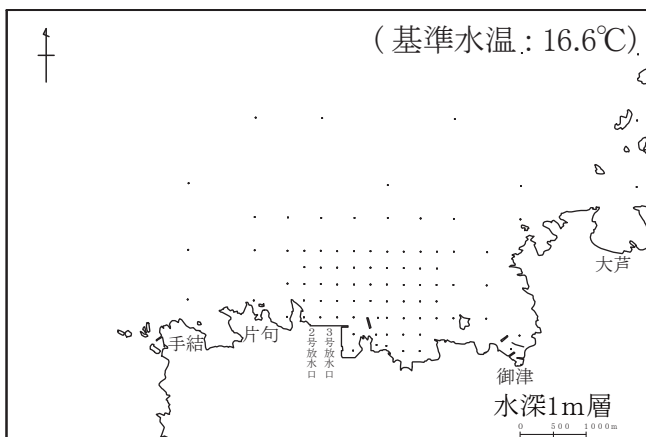 （基準水温：16.6℃）
大芦
手結
片句
2号放水口
3号放水口
御津
水深1m層
0 500 1000m